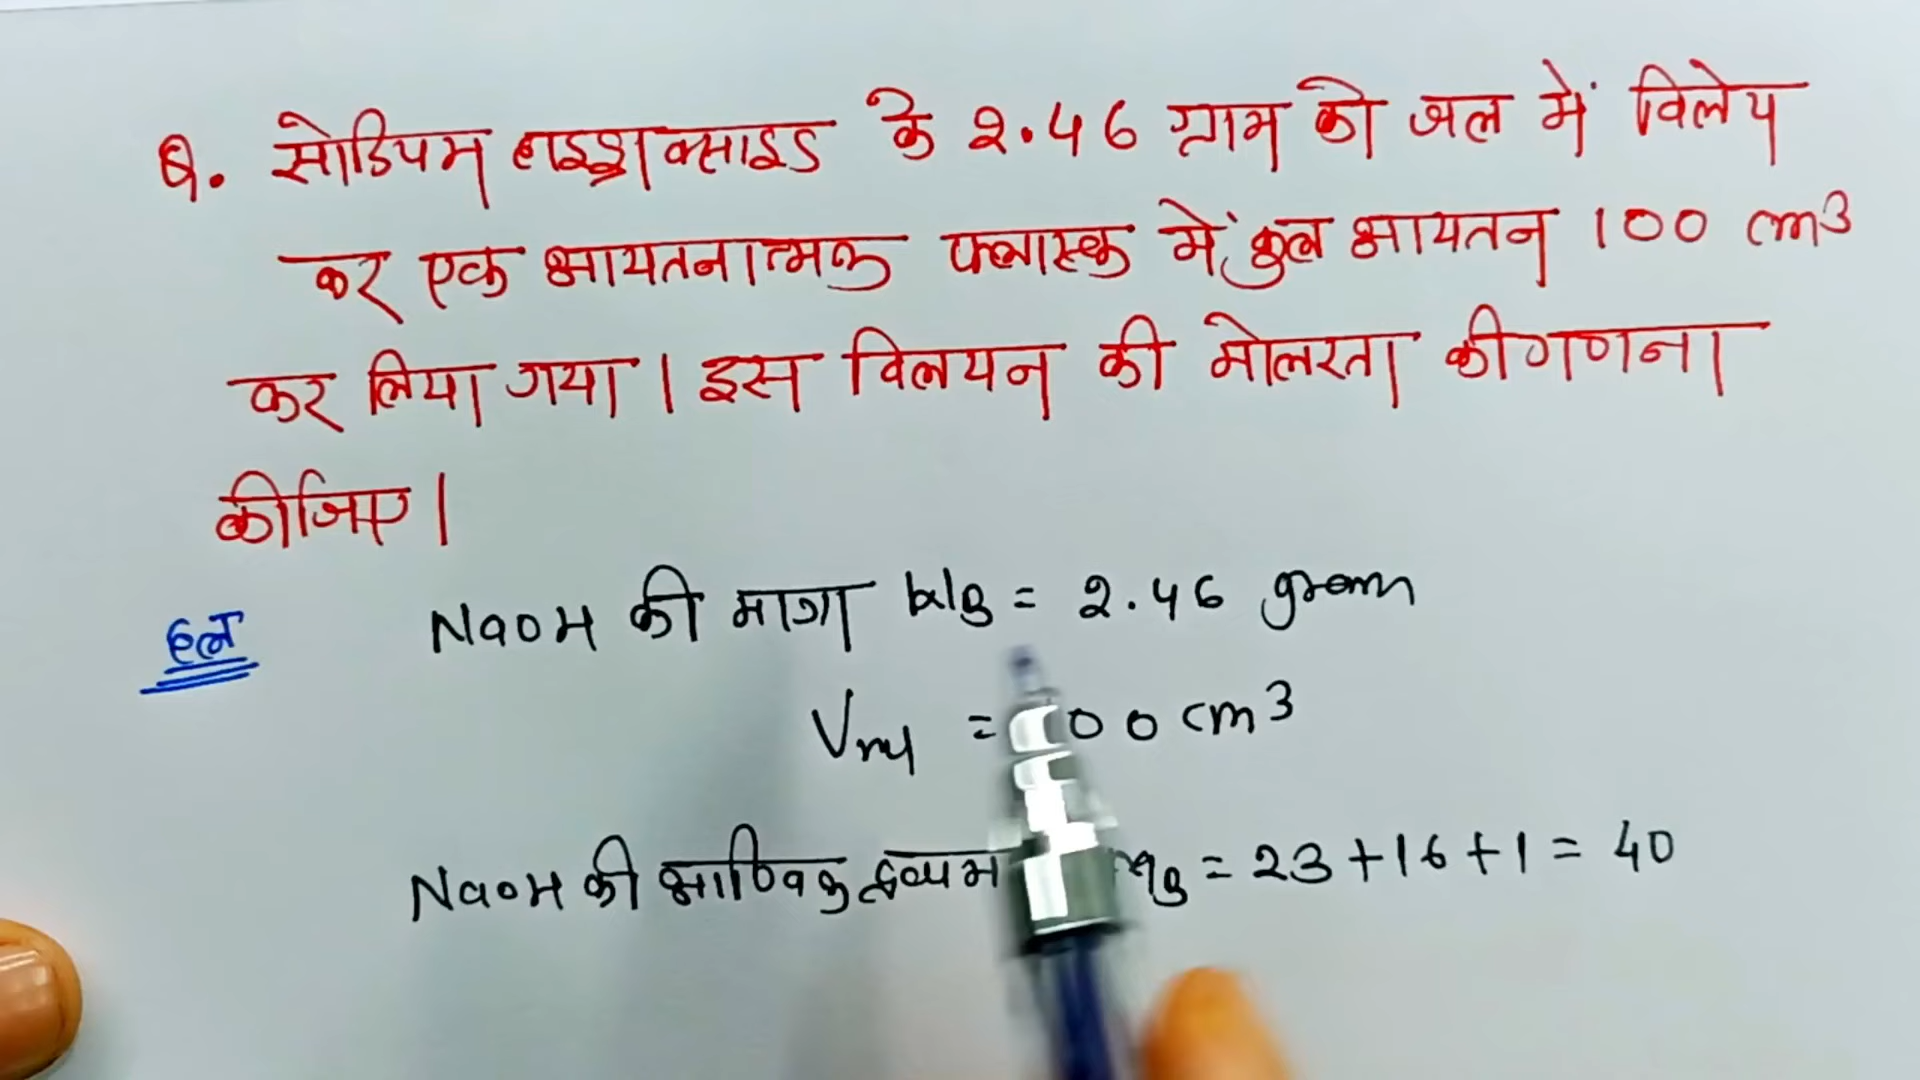 Q. सोडियम हाइड्रोक्साइड के 2.46 ग्राम को जल में विलेय
कर एक आयतनात्मक फ्लास्क में कुल आयतन 100 cm³
कर लिया गया। इस विलयन की मोलरता की गणना
कीजिए।
हल NaOH की मात्रा WB = 2.46 gram
V = 00 cm³
NaOH की आण्विक द्रव्यमान = 23 + 16 + 1 = 40